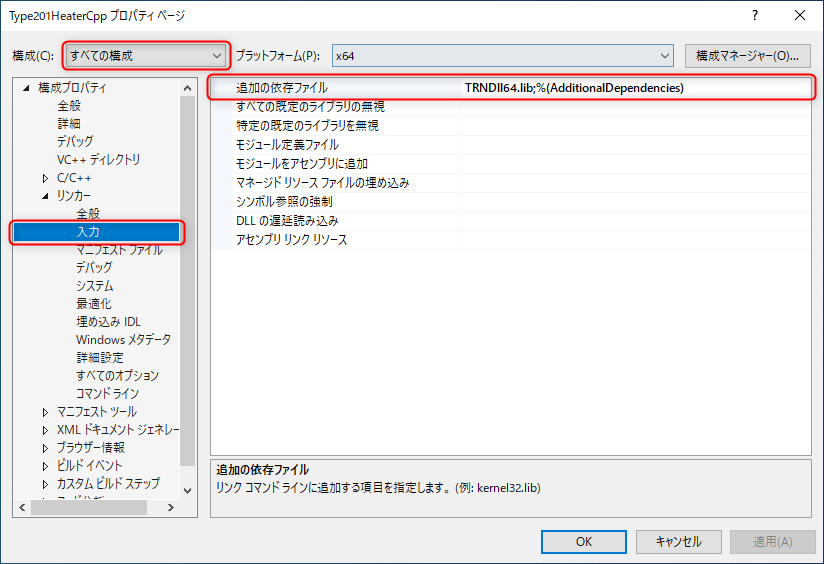 Type201HeaterCpp プロパティ ページ
構成(C): すべての構成 プラットフォーム(P): x64 構成マネージャー(O)...
構成プロパティ
全般
詳細
デバッグ
VC++ ディレクトリ
C/C++
リンカー
全般
入力
マニフェスト ファイル
デバッグ
システム
最適化
埋め込み IDL
Windows メタデータ
詳細設定
すべてのオプション
コマンド ライン
マニフェスト ツール
XML ドキュメント ジェネレー
ブラウザー情報
ビルド イベント
カスタム ビルド ステップ
追加の依存ファイル TRNDll64.lib;%(AdditionalDependencies)
すべての既定のライブラリの無視
特定の既定のライブラリを無視
モジュール定義ファイル
モジュールをアセンブリに追加
マネージド リソース ファイルの埋め込み
シンボル参照の強制
DLL の遅延読み込み
アセンブリ リンク リソース
追加の依存ファイル
リンク コマンド ラインに追加する項目を指定します。(例: kernel32.lib)
OK キャンセル 適用(A)